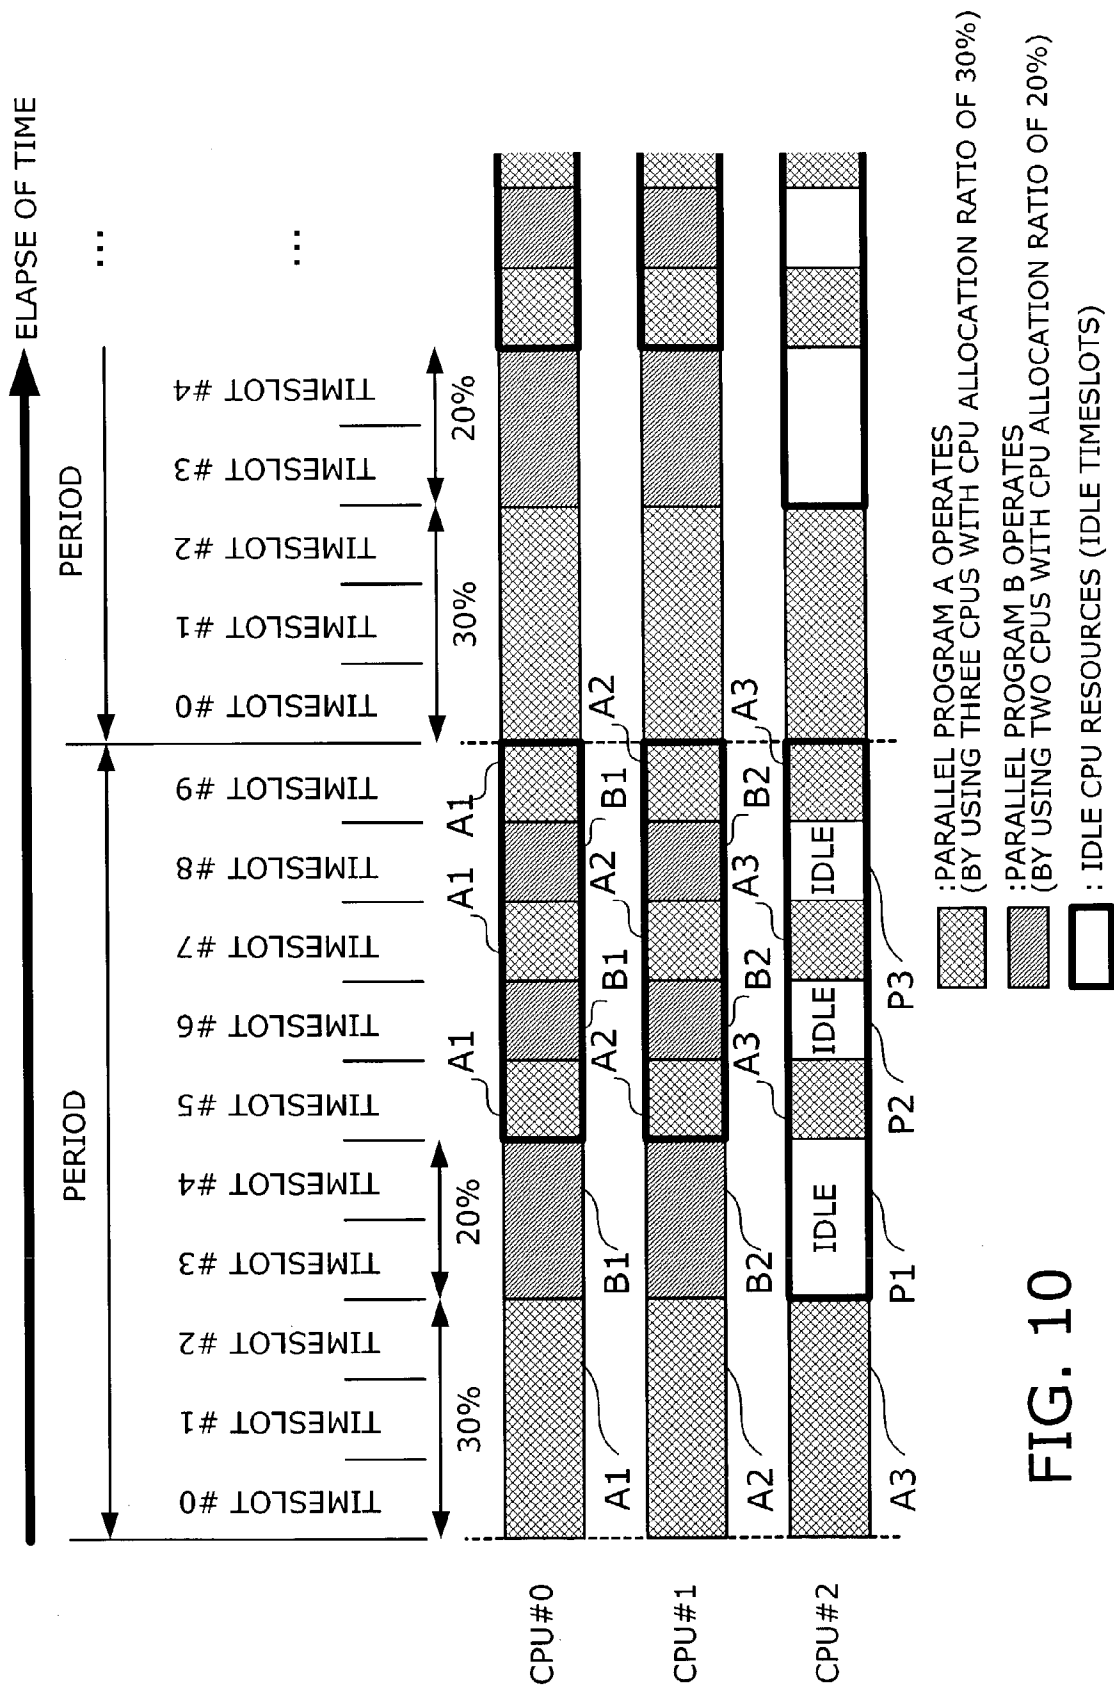 ELAPSE OF TIME
PERIOD
PERIOD
...
TIMESLOT #0
TIMESLOT #1
TIMESLOT #2
TIMESLOT #3
TIMESLOT #4
TIMESLOT #5
TIMESLOT #6
TIMESLOT #7
TIMESLOT #8
TIMESLOT #9
TIMESLOT #0
TIMESLOT #1
TIMESLOT #2
TIMESLOT #3
TIMESLOT #4
...
30%
20%
30%
20%
A1
A1
A1
CPU#0
A1
B1
A2
B1
A2
B1
A2
CPU#1
A2
B2
A3
B2
A3
B2
A3
CPU#2
IDLE
IDLE
IDLE
A3
P1
P2
P3
:PARALLEL PROGRAM A OPERATES
(BY USING THREE CPUS WITH CPU ALLOCATION RATIO OF 30%)
:PARALLEL PROGRAM B OPERATES
(BY USING TWO CPUS WITH CPU ALLOCATION RATIO OF 20%)
: IDLE CPU RESOURCES (IDLE TIMESLOTS)
FIG. 10